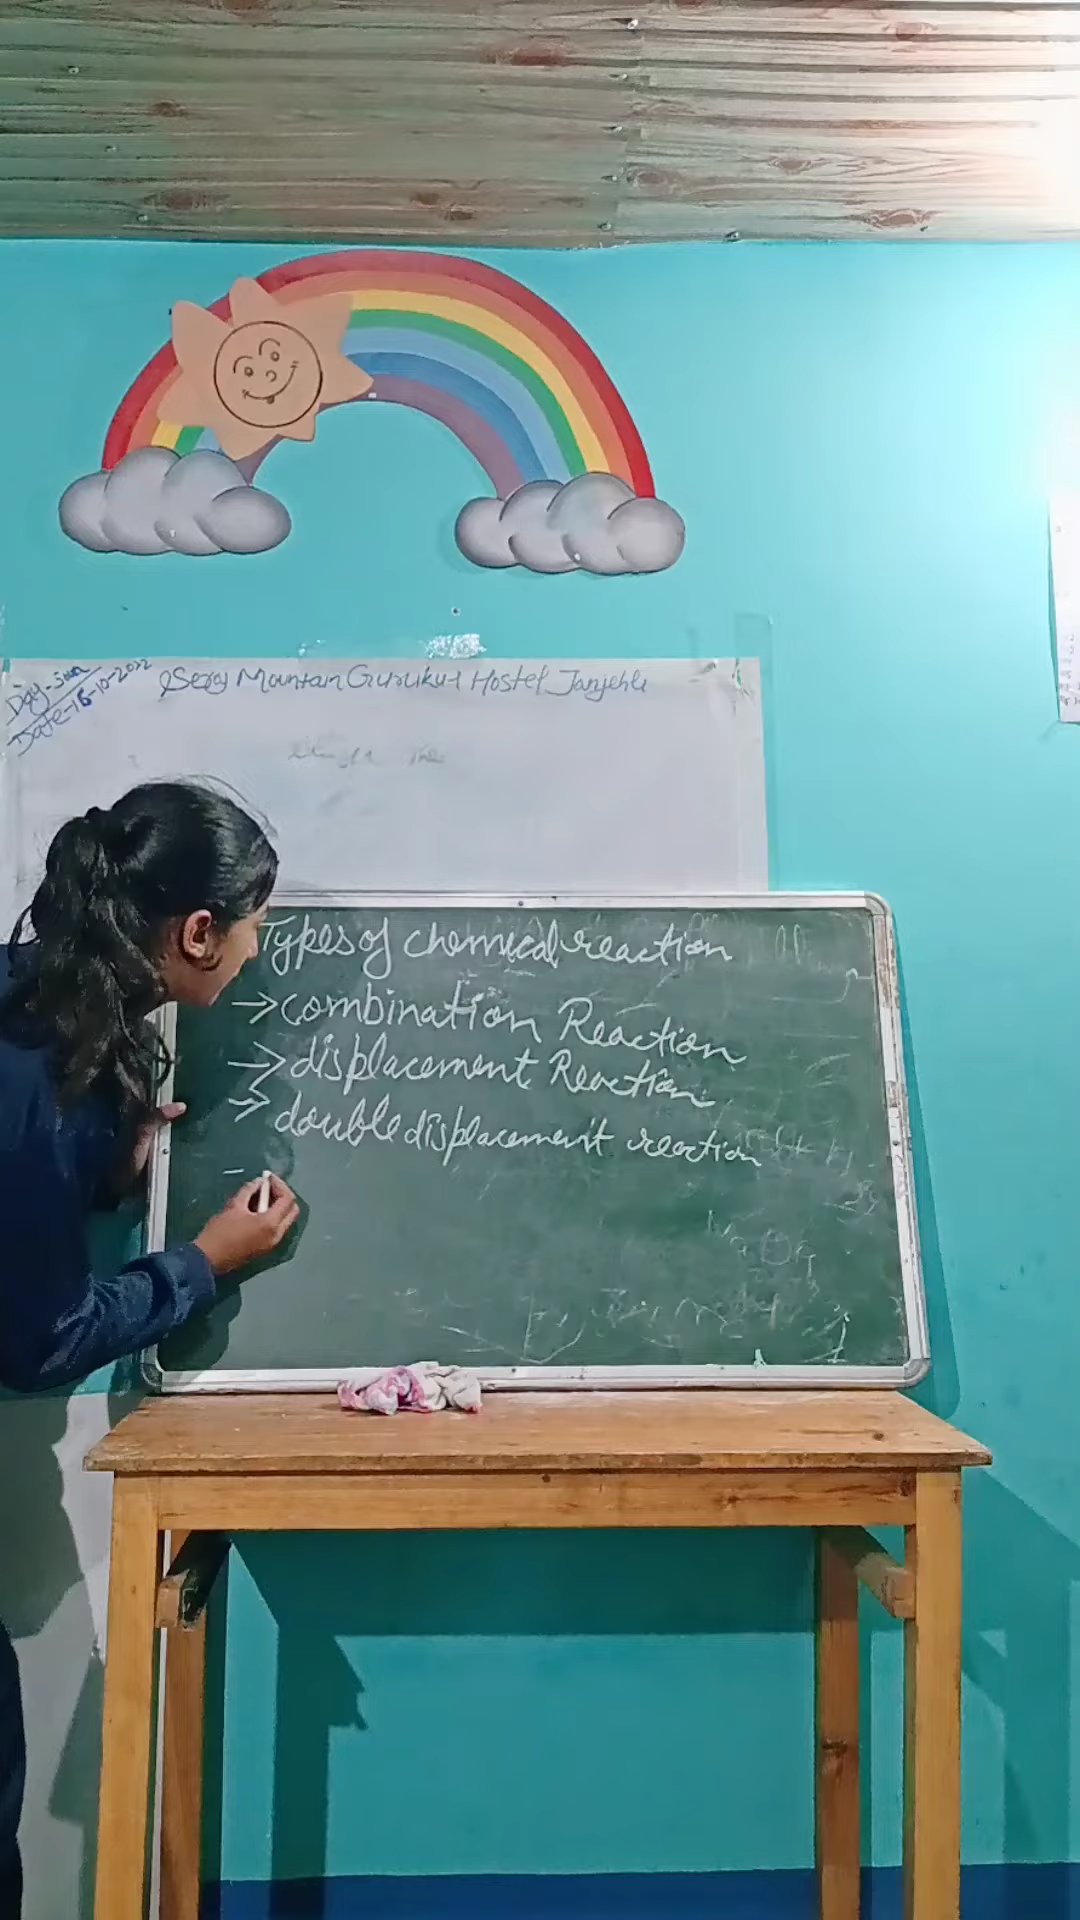 Day-Sun
Date-16-10-2022
Seraj Mountain Gurukul Hostel Janjehli
Types of chemical reaction
→combination Reaction
→displacement Reaction
→double displacement reaction
-